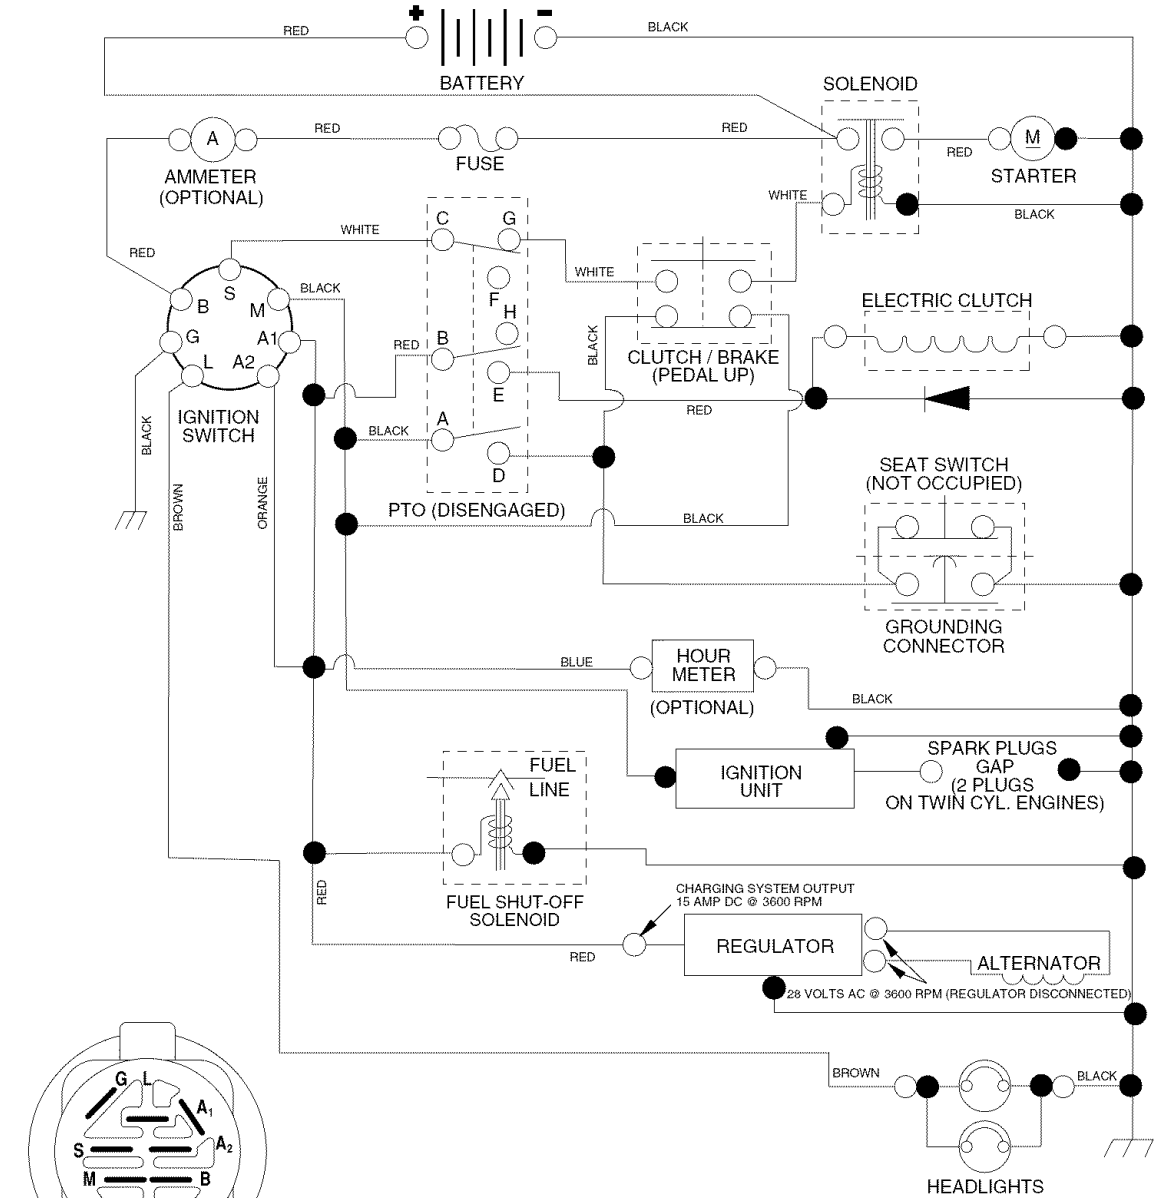 + -
RED
BLACK
BATTERY
SOLENOID
A
RED
RED
RED
M
FUSE
AMMETER
(OPTIONAL)
STARTER
WHITE
BLACK
C G
WHITE
RED
S
B
M
BLACK
F
H
WHITE
ELECTRIC CLUTCH
G
A1
L A2
RED
B
BLACK
CLUTCH / BRAKE
(PEDAL UP)
E
RED
IGNITION
SWITCH
BLACK
BLACK
A
D
SEAT SWITCH
(NOT OCCUPIED)
BROWN
ORANGE
PTO (DISENGAGED)
BLACK
GROUNDING
CONNECTOR
BLUE
HOUR
METER
(OPTIONAL)
BLACK
IGNITION
UNIT
SPARK PLUGS
GAP
(2 PLUGS
ON TWIN CYL. ENGINES)
FUEL
LINE
RED
FUEL SHUT-OFF
SOLENOID
CHARGING SYSTEM OUTPUT
15 AMP DC @ 3600 RPM
RED
REGULATOR
ALTERNATOR
28 VOLTS AC @ 3600 RPM (REGULATOR DISCONNECTED)
BROWN
BLACK
HEADLIGHTS
G L
A1
S
A2
M B